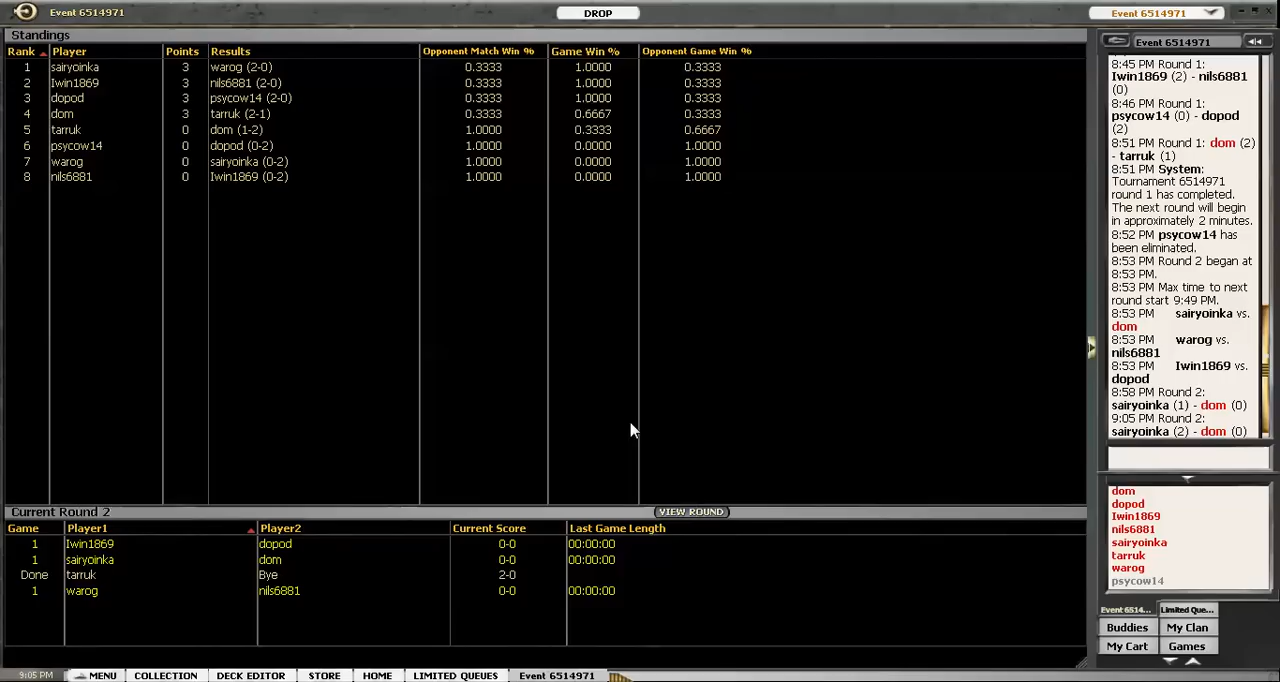 Event 6514971
DROP
Event 6514971
Standings
Rank Player Points Results Opponent Match Win % Game Win % Opponent Game Win %
1 sairyoinka 3 warog (2-0) 0.3333 1.0000 0.3333
2 Iwin1869 3 nils6881 (2-0) 0.3333 1.0000 0.3333
3 dopod 3 psycow14 (2-0) 0.3333 1.0000 0.3333
4 dom 3 tarruk (2-1) 0.3333 0.6667 0.3333
5 tarruk 0 dom (1-2) 1.0000 0.3333 0.6667
6 psycow14 0 dopod (0-2) 1.0000 0.0000 1.0000
7 warog 0 sairyoinka (0-2) 1.0000 0.0000 1.0000
8 nils6881 0 Iwin1869 (0-2) 1.0000 0.0000 1.0000
Current Round 2
VIEW ROUND
Game Player1 Player2 Current Score Last Game Length
1 Iwin1869 dopod 0-0 00:00:00
1 sairyoinka dom 0-0 00:00:00
Done tarruk Bye 2-0
1 warog nils6881 0-0 00:00:00
Event 6514971
8:45 PM Round 1:
Iwin1869 (2) - nils6881
(0)
8:46 PM Round 1:
psycow14 (0) - dopod
(2)
8:51 PM Round 1: dom (2)
- tarruk (1)
8:51 PM System:
Tournament 6514971
round 1 has completed.
The next round will begin
in approximately 2 minutes.
8:52 PM psycow14 has
been eliminated.
8:53 PM Round 2 began at
8:53 PM.
8:53 PM Max time to next
round start 9:49 PM.
8:53 PM sairyoinka vs.
dom
8:53 PM warog vs.
nils6881
8:53 PM Iwin1869 vs.
dopod
8:58 PM Round 2:
sairyoinka (1) - dom (0)
9:05 PM Round 2:
sairyoinka (2) - dom (0)
dom
dopod
Iwin1869
nils6881
sairyoinka
tarruk
warog
psycow14
Event 6514... Limited Que...
Buddies My Clan
My Cart Games
9:05 PM MENU COLLECTION DECK EDITOR STORE HOME LIMITED QUEUES Event 6514971